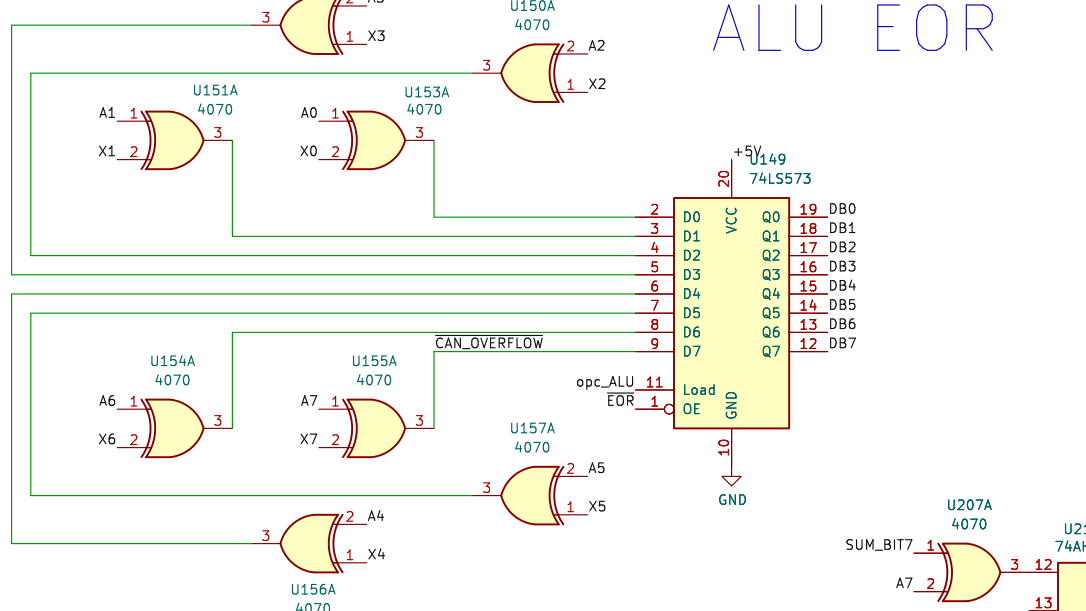 ALU EOR
3
2
1
X3
U150A
4070
3
2
A2
1
X2
U151A
4070
A1
1
X1
2
3
U153A
4070
A0
1
X0
2
3
+5V
U149
74LS573
20
VCC
2 D0 Q0 19 DB0
3 D1 Q1 18 DB1
4 D2 Q2 17 DB2
5 D3 Q3 16 DB3
6 D4 Q4 15 DB4
7 D5 Q5 14 DB5
8 D6 Q6 13 DB6
9 D7 Q7 12 DB7
CAN_OVERFLOW
opc_ALU 11 Load
EOR 1 OE
GND
10
GND
U154A
4070
A6
1
X6
2
3
U155A
4070
A7
1
X7
2
3
U157A
4070
3
2
A5
1
X5
3
2
A4
1
X4
U156A
4070
U207A
4070
SUM_BIT7
1
A7
2
3
12
13